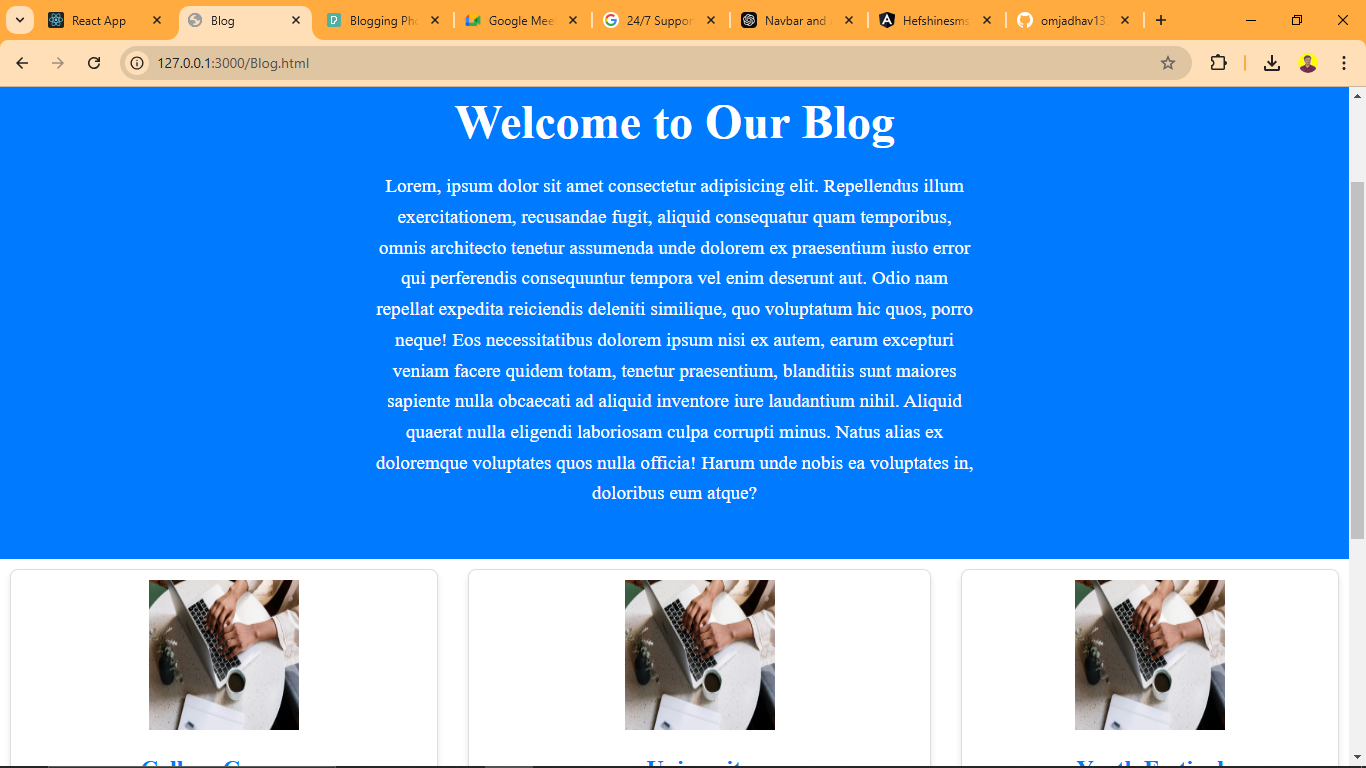 React App
Blog
Blogging Ph
Google Mee
24/7 Suppor
Navbar and
Hefshinesms
omjadhav13
127.0.0.1:3000/Blog.html
Welcome to Our Blog
Lorem, ipsum dolor sit amet consectetur adipisicing elit. Repellendus illum
exercitationem, recusandae fugit, aliquid consequatur quam temporibus,
omnis architecto tenetur assumenda unde dolorem ex praesentium iusto error
qui perferendis consequuntur tempora vel enim deserunt aut. Odio nam
repellat expedita reiciendis deleniti similique, quo voluptatum hic quos, porro
neque! Eos necessitatibus dolorem ipsum nisi ex autem, earum excepturi
veniam facere quidem totam, tenetur praesentium, blanditiis sunt maiores
sapiente nulla obcaecati ad aliquid inventore iure laudantium nihil. Aliquid
quaerat nulla eligendi laboriosam culpa corrupti minus. Natus alias ex
doloremque voluptates quos nulla officia! Harum unde nobis ea voluptates in,
doloribus eum atque?